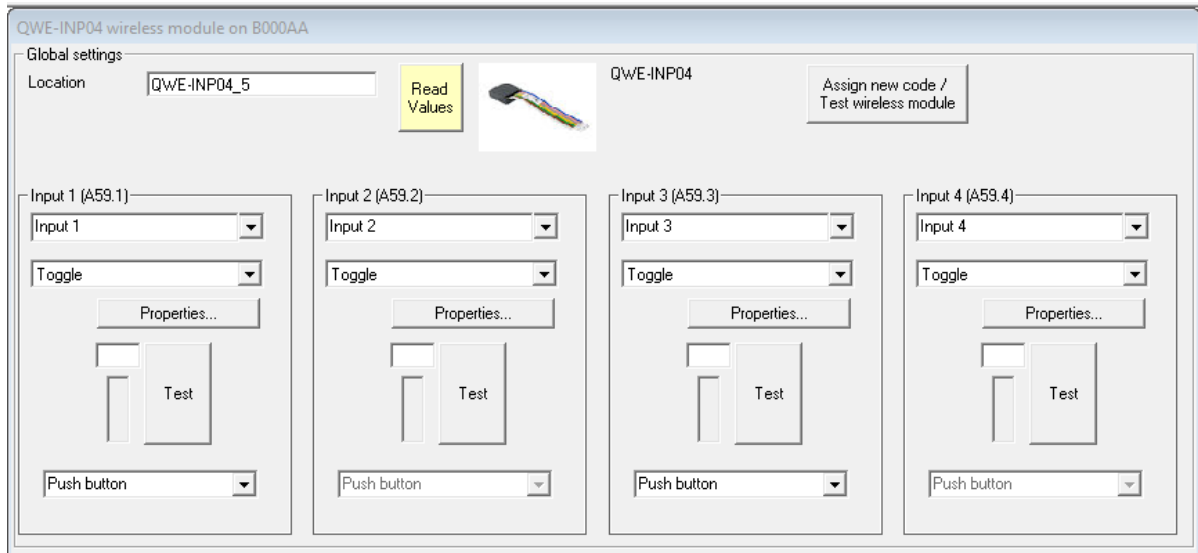 QWE-INP04 wireless module on B000AA
Global settings
Location
QWE-INP04_5
Read
Values
QWE-INP04
Assign new code /
Test wireless module
Input 1 (A59.1)
Input 2 (A59.2)
Input 3 (A59.3)
Input 4 (A59.4)
Input 1
Input 2
Input 3
Input 4
Toggle
Toggle
Toggle
Toggle
Properties...
Properties...
Properties...
Properties...
Test
Test
Test
Test
Push button
Push button
Push button
Push button